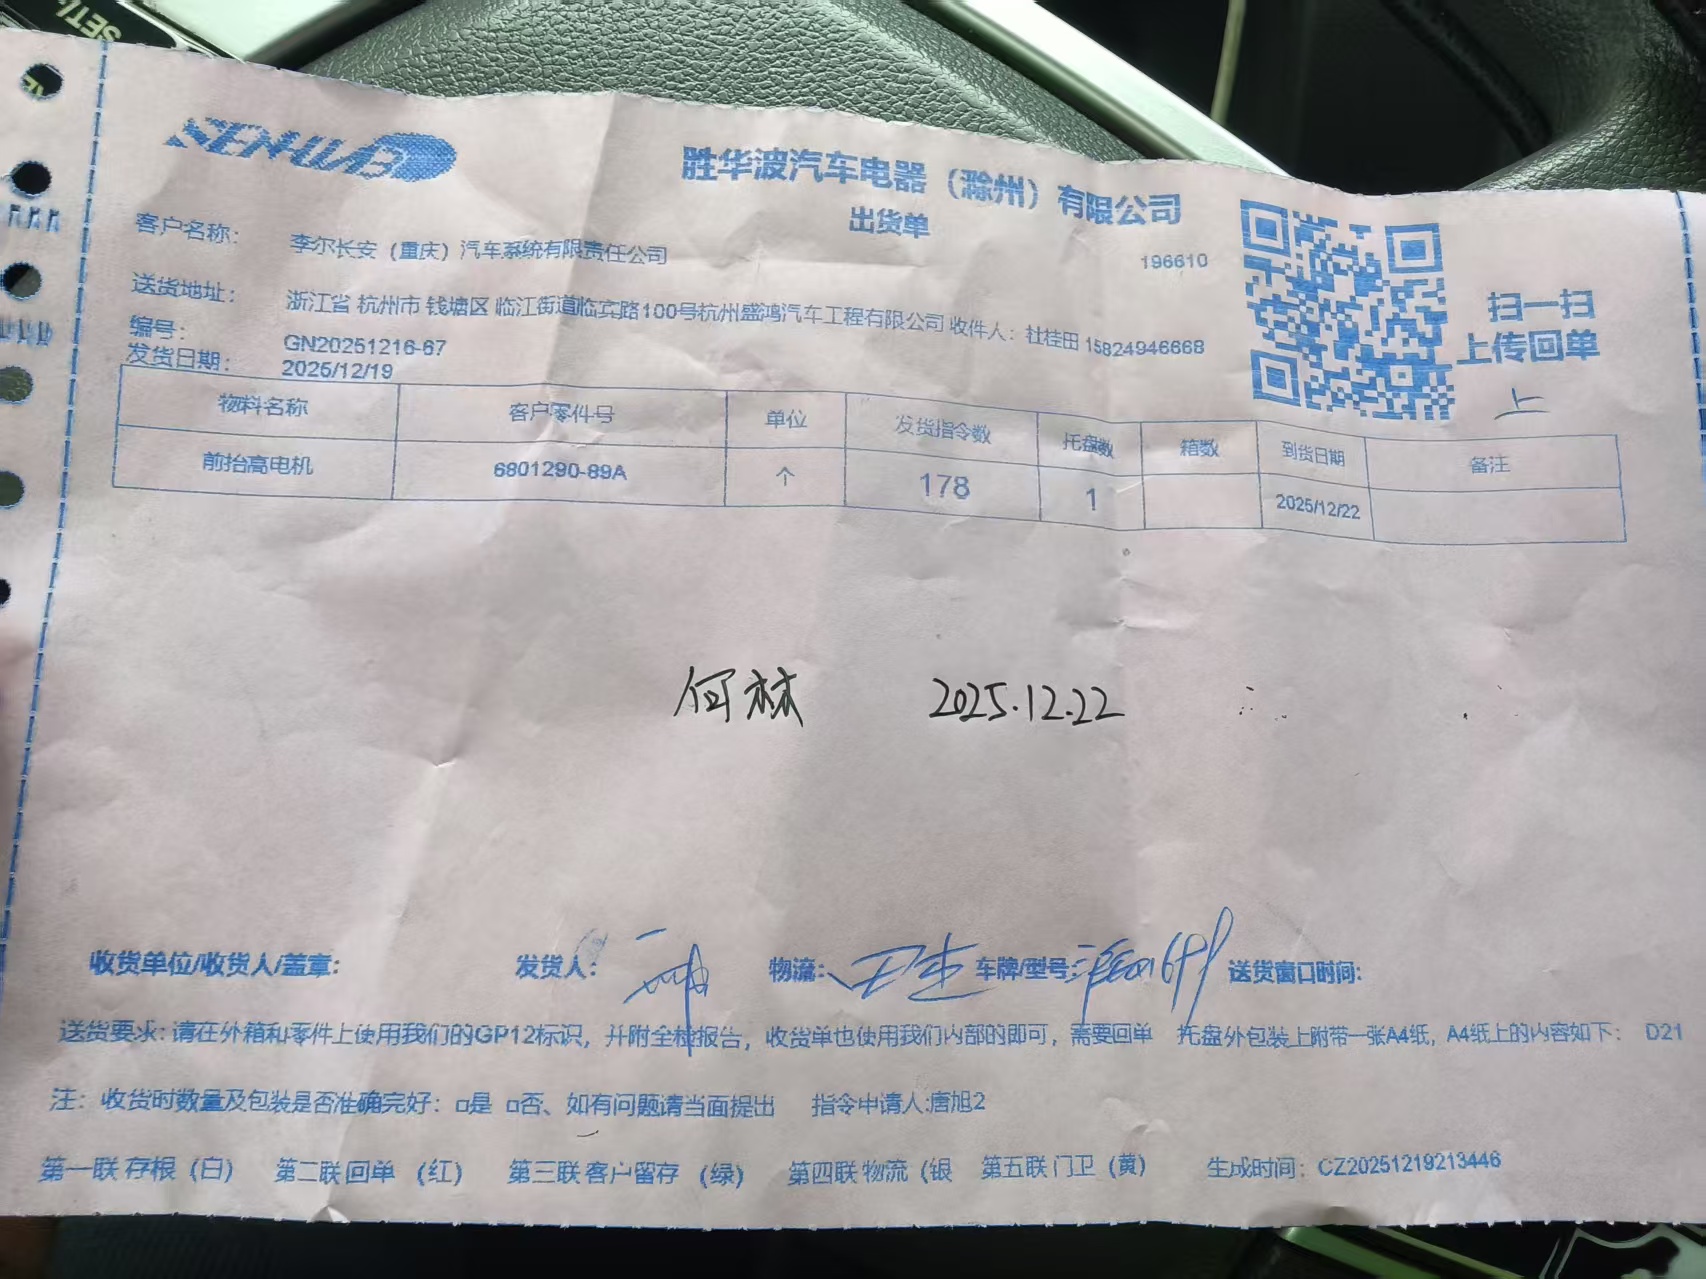 SENHUAB
胜华波汽车电器（滁州）有限公司
出货单
196610
扫一扫
上传回单
上
客户名称： 李尔长安（重庆）汽车系统有限责任公司
送货地址： 浙江省 杭州市 钱塘区 临江街道临宾路100号杭州盛鸿汽车工程有限公司 收件人：杜桂田 15824946668
编号： GN20251216-67
发货日期： 2025/12/19
物料名称 客户零件号 单位 发货指令数 托盘数 箱数 到货日期 备注
前抬高电机 6801290-89A 个 178 1 2025/12/22
何林 2025.12.22
收货单位/收货人/盖章： 发货人： 物流： 车牌/型号： 送货窗口时间：
送货要求：请在外箱和零件上使用我们的GP12标识，并附全检报告，收货单也使用我们内部的即可，需要回单 托盘外包装上附带一张A4纸，A4纸上的内容如下： D21
注：收货时数量及包装是否准确完好：□是 □否、如有问题请当面提出 指令申请人:唐旭2
第一联 存根（白） 第二联 回单 （红） 第三联 客户留存 （绿） 第四联 物流（银 第五联 门卫（黄） 生成时间：CZ20251219213446